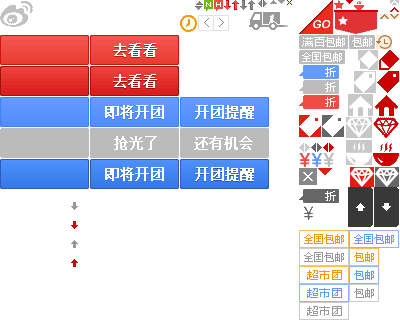 N H
GO
满百包邮 包邮
去看看
全国包邮
折
去看看
折
即将开团 开团提醒
折
抢光了 还有机会
¥ ¥ ¥
即将开团 开团提醒
折
¥
全国包邮 全国包邮
全国包邮 包邮
超市团 包邮
超市团 包邮
超市团